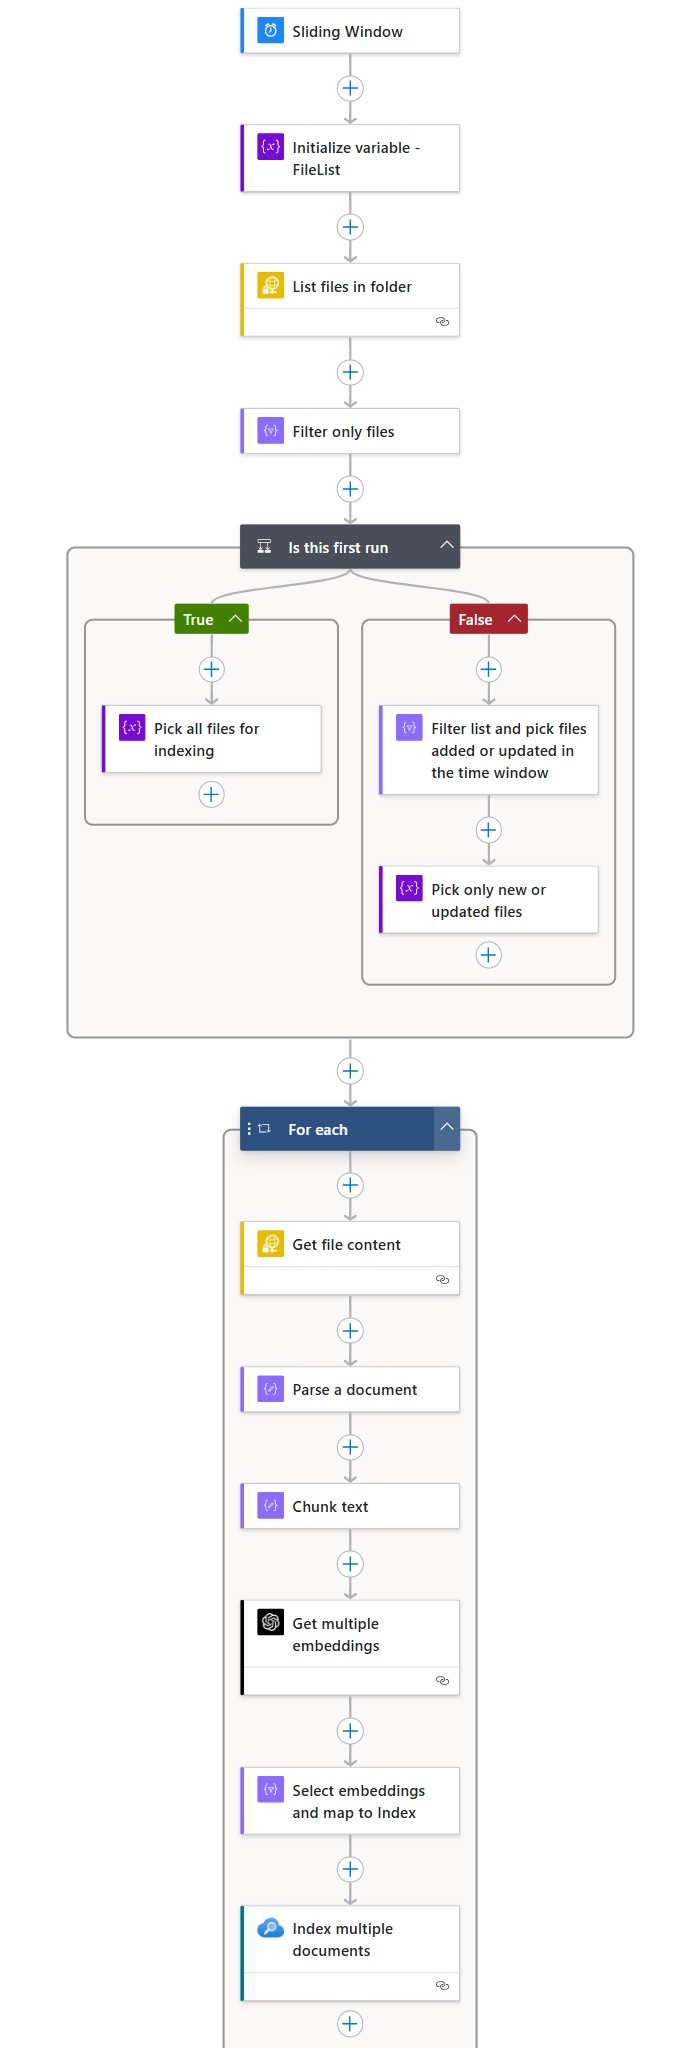 Sliding Window
Initialize variable -
FileList
List files in folder
Filter only files
Is this first run
True
False
Pick all files for
indexing
Filter list and pick files
added or updated in
the time window
Pick only new or
updated files
For each
Get file content
Parse a document
Chunk text
Get multiple
embeddings
Select embeddings
and map to Index
Index multiple
documents